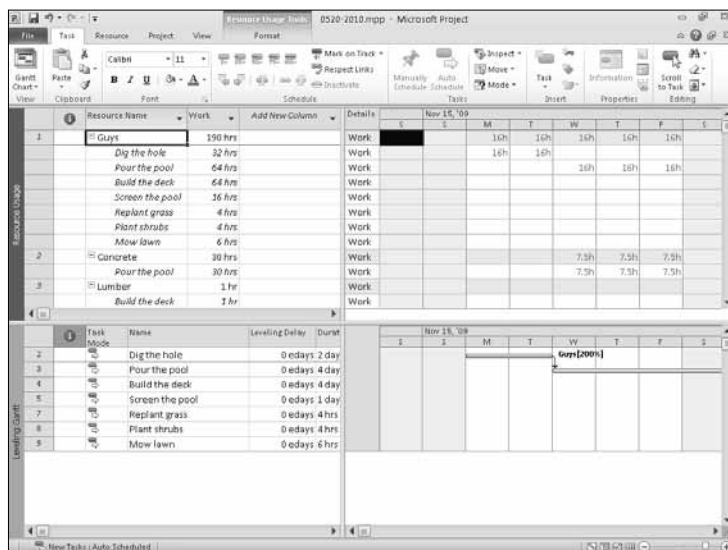 Resource Usage Tools 0520-2010.mpp - Microsoft Project
File Task Resource Project View Format
Calibri 11 Mark on Track Inspect
Respect Links Move
Inactivate Mode
Gantt Chart Paste B I U A Manually Schedule Auto Schedule Task Information Scroll to Task
View Clipboard Font Schedule Tasks Insert Properties Editing
Resource Name Work Add New Column Details Nov 15, '09
S S M T W T F S
1 Guys 190 hrs Work 16h 16h 16h 16h 16h
Dig the hole 32 hrs Work 16h 16h
Pour the pool 64 hrs Work 16h 16h 16h
Build the deck 64 hrs Work
Screen the pool 16 hrs Work
Replant grass 4 hrs Work
Plant shrubs 4 hrs Work
Mow lawn 6 hrs Work
2 Concrete 30 hrs Work 7.5h 7.5h 7.5h
Pour the pool 30 hrs Work 7.5h 7.5h 7.5h
3 Lumber 1 hr Work
Build the deck 1 hr Work
Resource Usage
Task Mode Name Leveling Delay Durat Nov 15, '09
S S M T W T F S
2 Dig the hole 0 edays 2 day Guys[200%]
3 Pour the pool 0 edays 4 day
4 Build the deck 0 edays 4 day
5 Screen the pool 0 edays 1 day
7 Replant grass 0 edays 4 hrs
8 Plant shrubs 0 edays 4 hrs
9 Mow lawn 0 edays 6 hrs
Leveling Gantt
New Tasks : Auto Scheduled